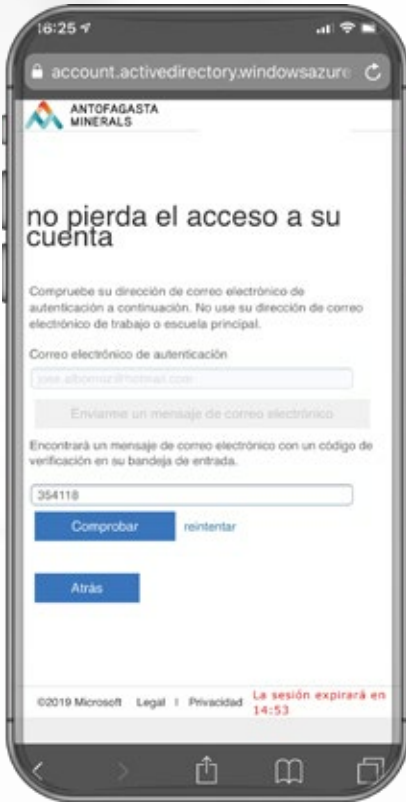 16:25
account.activedirectory.windowsazure
ANTOFAGASTA
MINERALS
no pierda el acceso a su
cuenta
Compruebe su dirección de correo electrónico de
autenticación a continuación. No use su dirección de correo
electrónico de trabajo o escuela principal.
Correo electrónico de autenticación
@hotmail.com
Enviarme un mensaje de correo electrónico
Encontrará un mensaje de correo electrónico con un código de
verificación en su bandeja de entrada.
354118
Comprobar reintentar
Atrás
©2019 Microsoft Legal | Privacidad La sesión expirará en
14:53